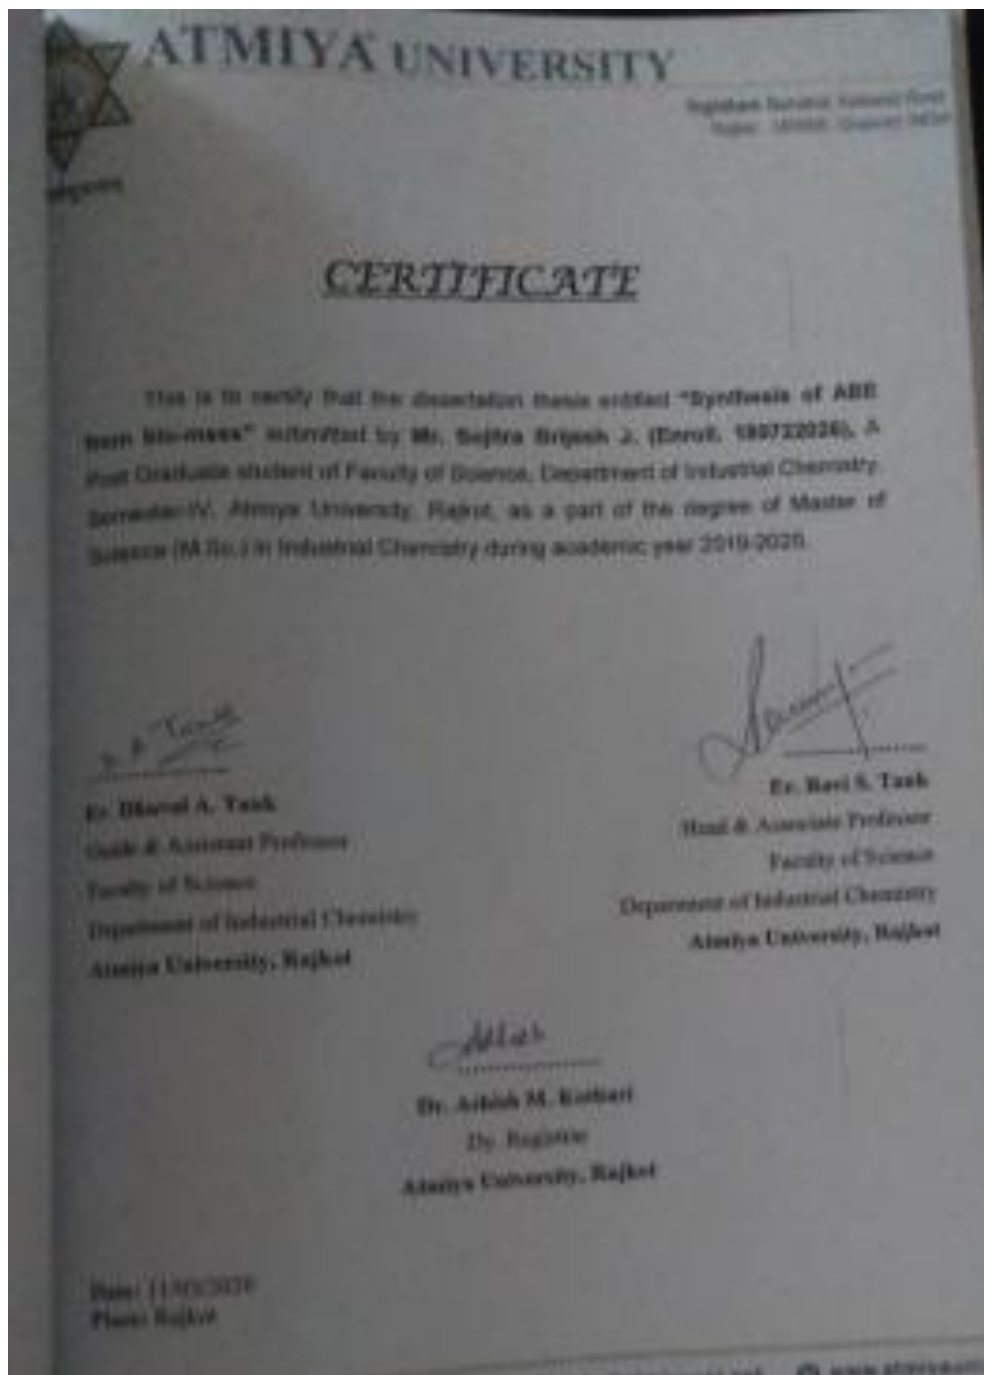 ATMIYA UNIVERSITY
CERTIFICATE
This is to certify that the dissertation thesis entitled "Synthesis of ABE
from bio-mass" submitted by Mr. Sojitra Brijesh J. (Enroll. 180722026), A
Post Graduate student of Faculty of Science, Department of Industrial Chemistry,
Semester-IV, Atmiya University, Rajkot, as a part of the degree of Master of
Science (M.Sc.) in Industrial Chemistry during academic year 2019-2020.
Er. Dhaval A. Tank
Guide & Assistant Professor
Faculty of Science
Department of Industrial Chemistry
Atmiya University, Rajkot
Er. Ravi S. Tank
Head & Associate Professor
Faculty of Science
Department of Industrial Chemistry
Atmiya University, Rajkot
Dr. Ashish M. Kothari
Dy. Registrar
Atmiya University, Rajkot
Date:
Place: Rajkot